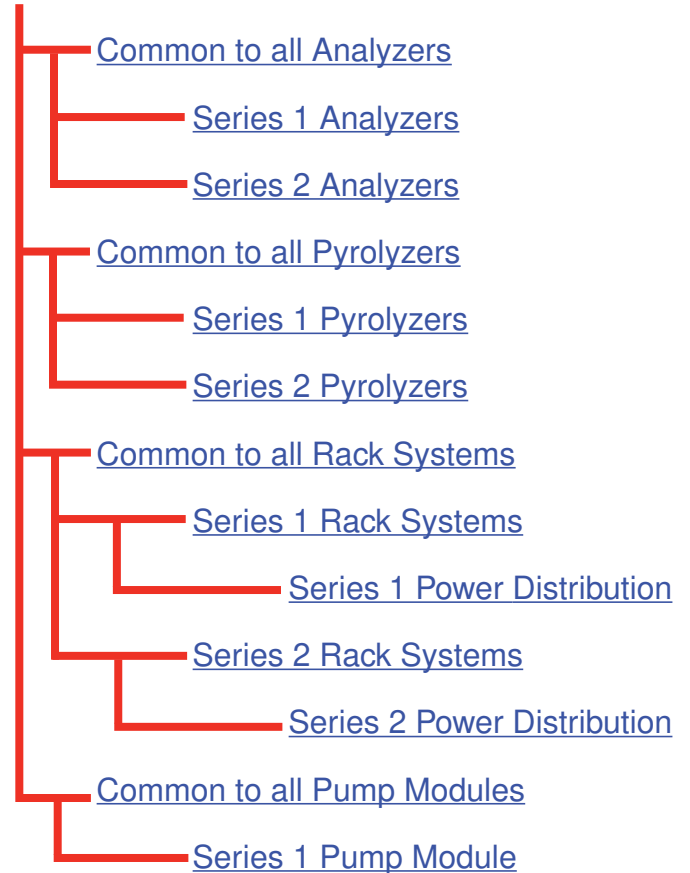 Common to all Analyzers
Series 1 Analyzers
Series 2 Analyzers
Common to all Pyrolyzers
Series 1 Pyrolyzers
Series 2 Pyrolyzers
Common to all Rack Systems
Series 1 Rack Systems
Series 1 Power Distribution
Series 2 Rack Systems
Series 2 Power Distribution
Common to all Pump Modules
Series 1 Pump Module